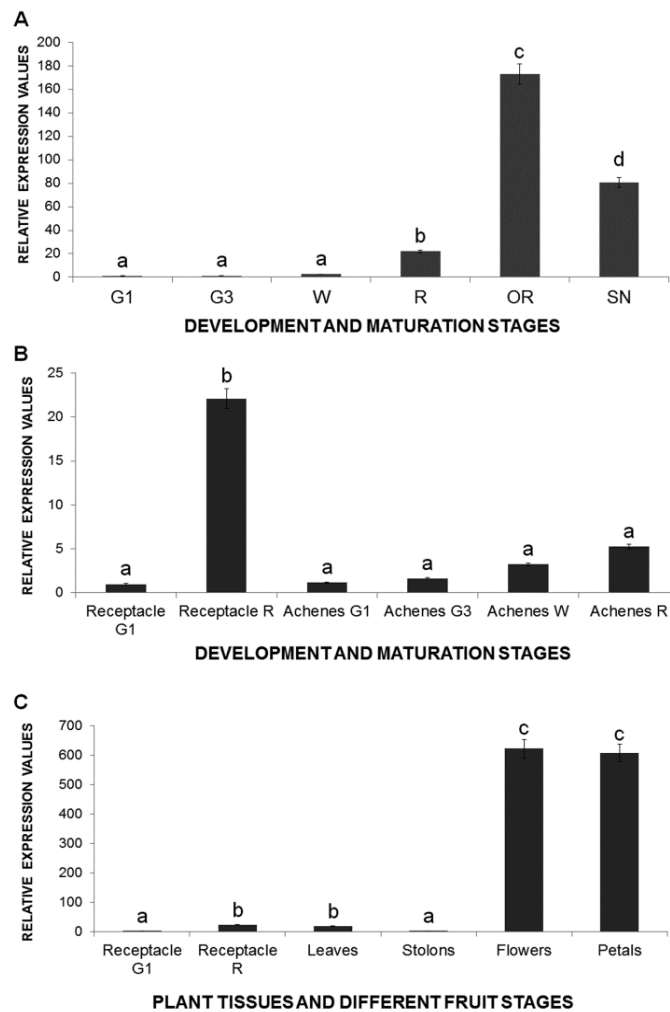 A
RELATIVE EXPRESSION VALUES
200
180
160
140
120
100
80
60
40
20
0
a
a
a
b
c
d
G1 G3 W R OR SN
DEVELOPMENT AND MATURATION STAGES
B
RELATIVE EXPRESSION VALUES
25
20
15
10
5
0
a
b
a
a
a
a
Receptacle G1
Receptacle R
Achenes G1
Achenes G3
Achenes W
Achenes R
DEVELOPMENT AND MATURATION STAGES
C
RELATIVE EXPRESSION VALUES
700
600
500
400
300
200
100
0
a
b
b
a
c
c
Receptacle G1
Receptacle R
Leaves
Stolons
Flowers
Petals
PLANT TISSUES AND DIFFERENT FRUIT STAGES